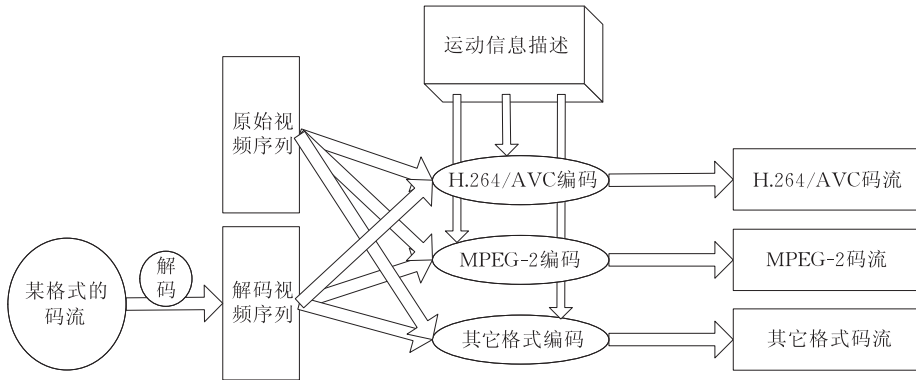 运动信息描述
原始视
频序列
H.264/AVC编码
H.264/AVC码流
解
码
某格式的
码流
解码视
频序列
MPEG-2编码
MPEG-2码流
其它格式编码
其它格式码流